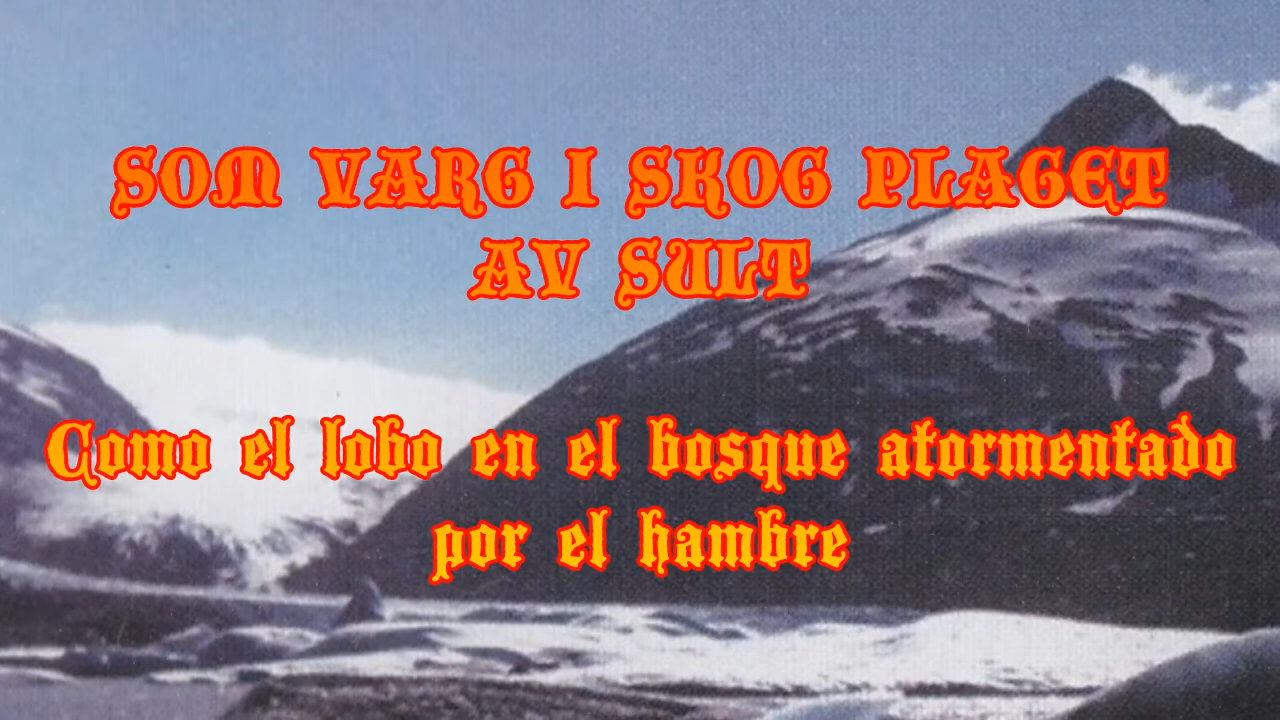 SOM VARG I SKOG PLAGET
AV SULT
Como el lobo en el bosque atormentado
por el hambre